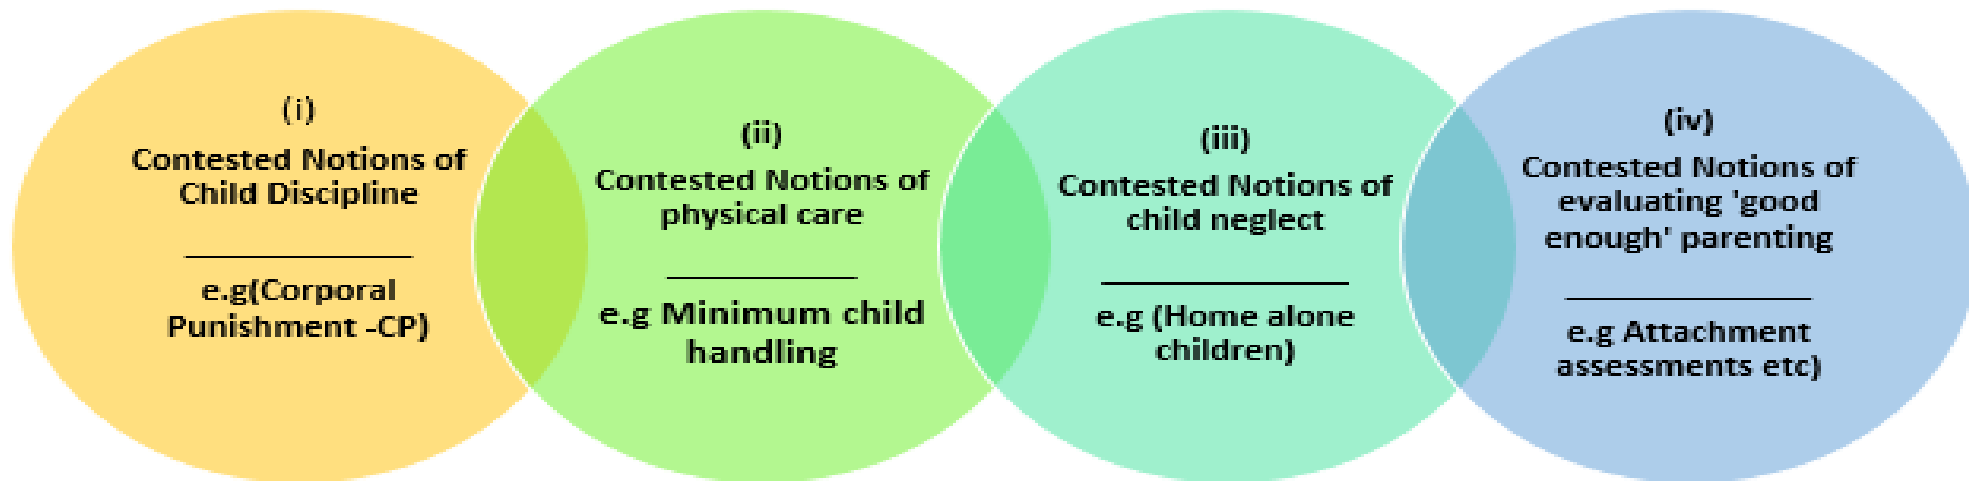 (i)
Contested Notions of
Child Discipline
e.g(Corporal
Punishment -CP)
(ii)
Contested Notions of
physical care
e.g Minimum child
handling
(iii)
Contested Notions of
child neglect
e.g (Home alone
children)
(iv)
Contested Notions of
evaluating 'good
enough' parenting
e.g Attachment
assessments etc)